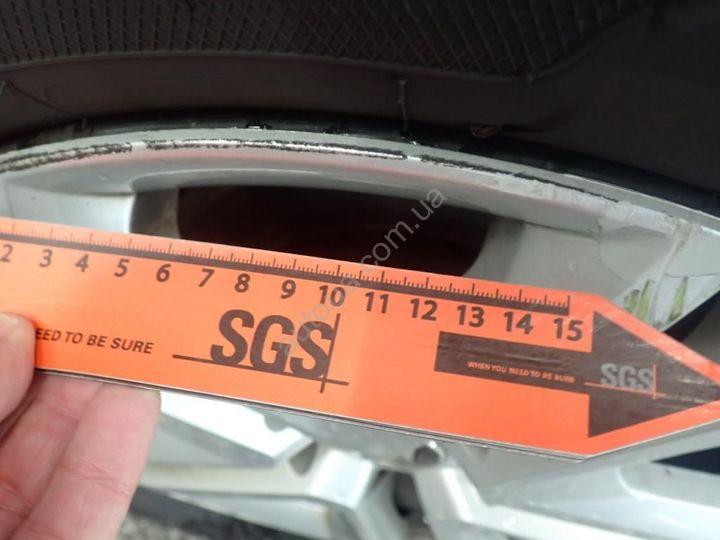 2 3 4 5 6 7 8 9 10 11 12 13 14 15
EED TO BE SURE
SGS
WHEN YOU NEED TO BE SURE
SGS